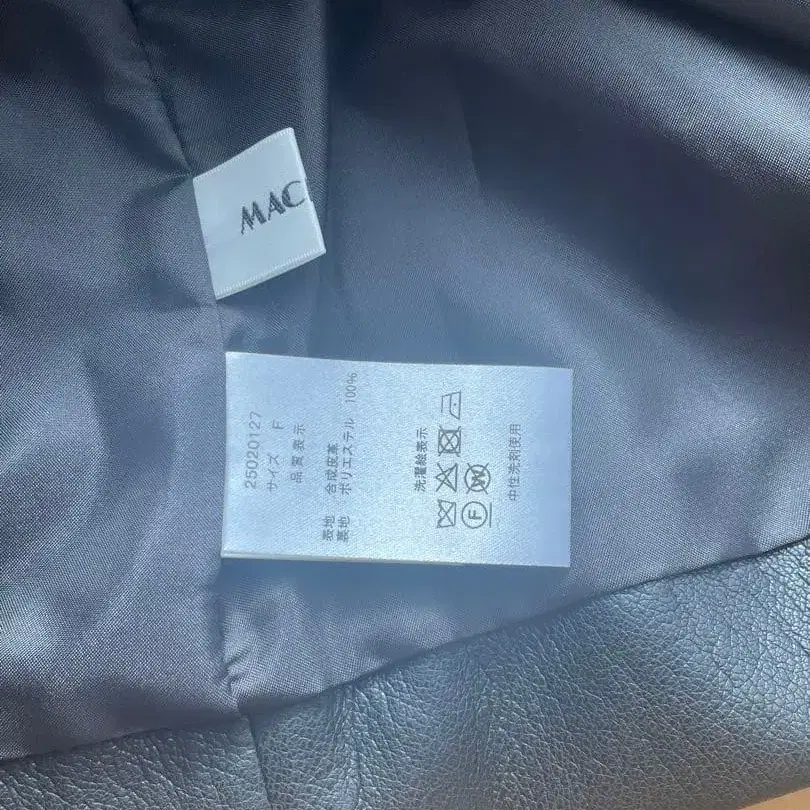 MAC
25020127
サイズ F
品質表示
表地 合成皮革
裏地 ポリエステル 100%
洗濯絵表示
F W
中性洗剤使用